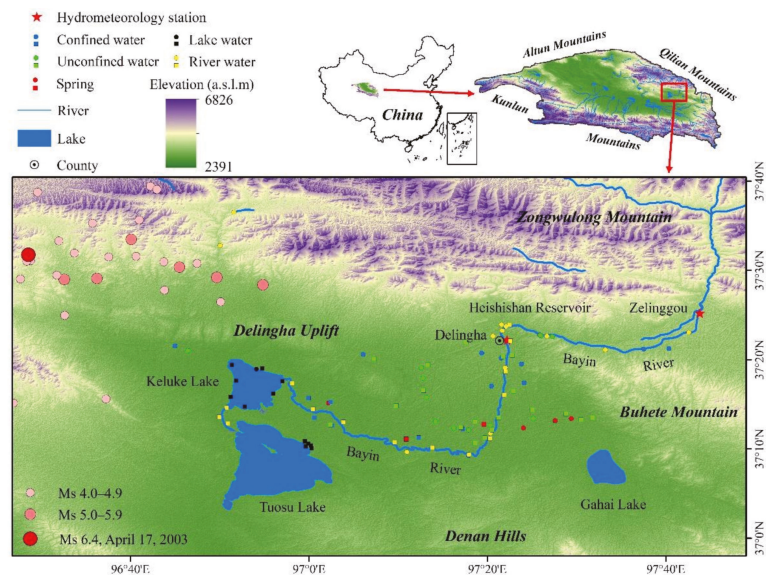 Hydrometeorology station
Confined water
Lake water
Unconfined water
River water
Spring
Elevation (a.s.l.m)
6826
2391
River
Lake
County
China
Altun Mountains
Qilian Mountains
Kunlun
Mountains
Zongwulong Mountain
Heishishan Reservoir
Zelinggou
Delingha Uplift
Delingha
Bayin
River
Keluke Lake
Buhete Mountain
Bayin
River
Tuosu Lake
Gahai Lake
Denan Hills
Ms 4.0–4.9
Ms 5.0–5.9
Ms 6.4, April 17, 2003
37°40'N
37°30'N
37°20'N
37°10'N
37°0'N
96°40'E
97°0'E
97°20'E
97°40'E